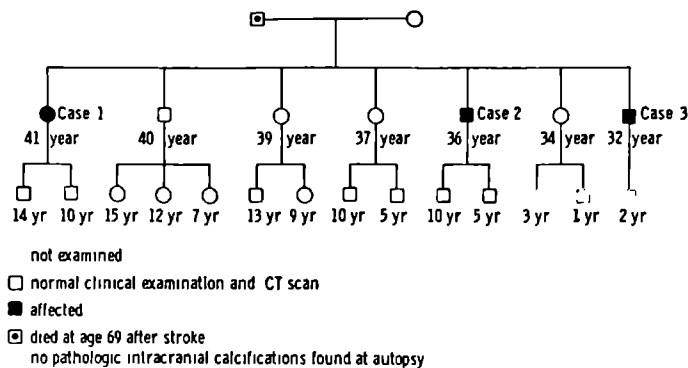 Case 1
Case 2
Case 3
41 year
40 year
39 year
37 year
36 year
34 year
32 year
14 yr 10 yr 15 yr 12 yr 7 yr 13 yr 9 yr 10 yr 5 yr 10 yr 5 yr 3 yr 1 yr 2 yr
not examined
normal clinical examination and CT scan
affected
died at age 69 after stroke
no pathologic intracranial calcifications found at autopsy